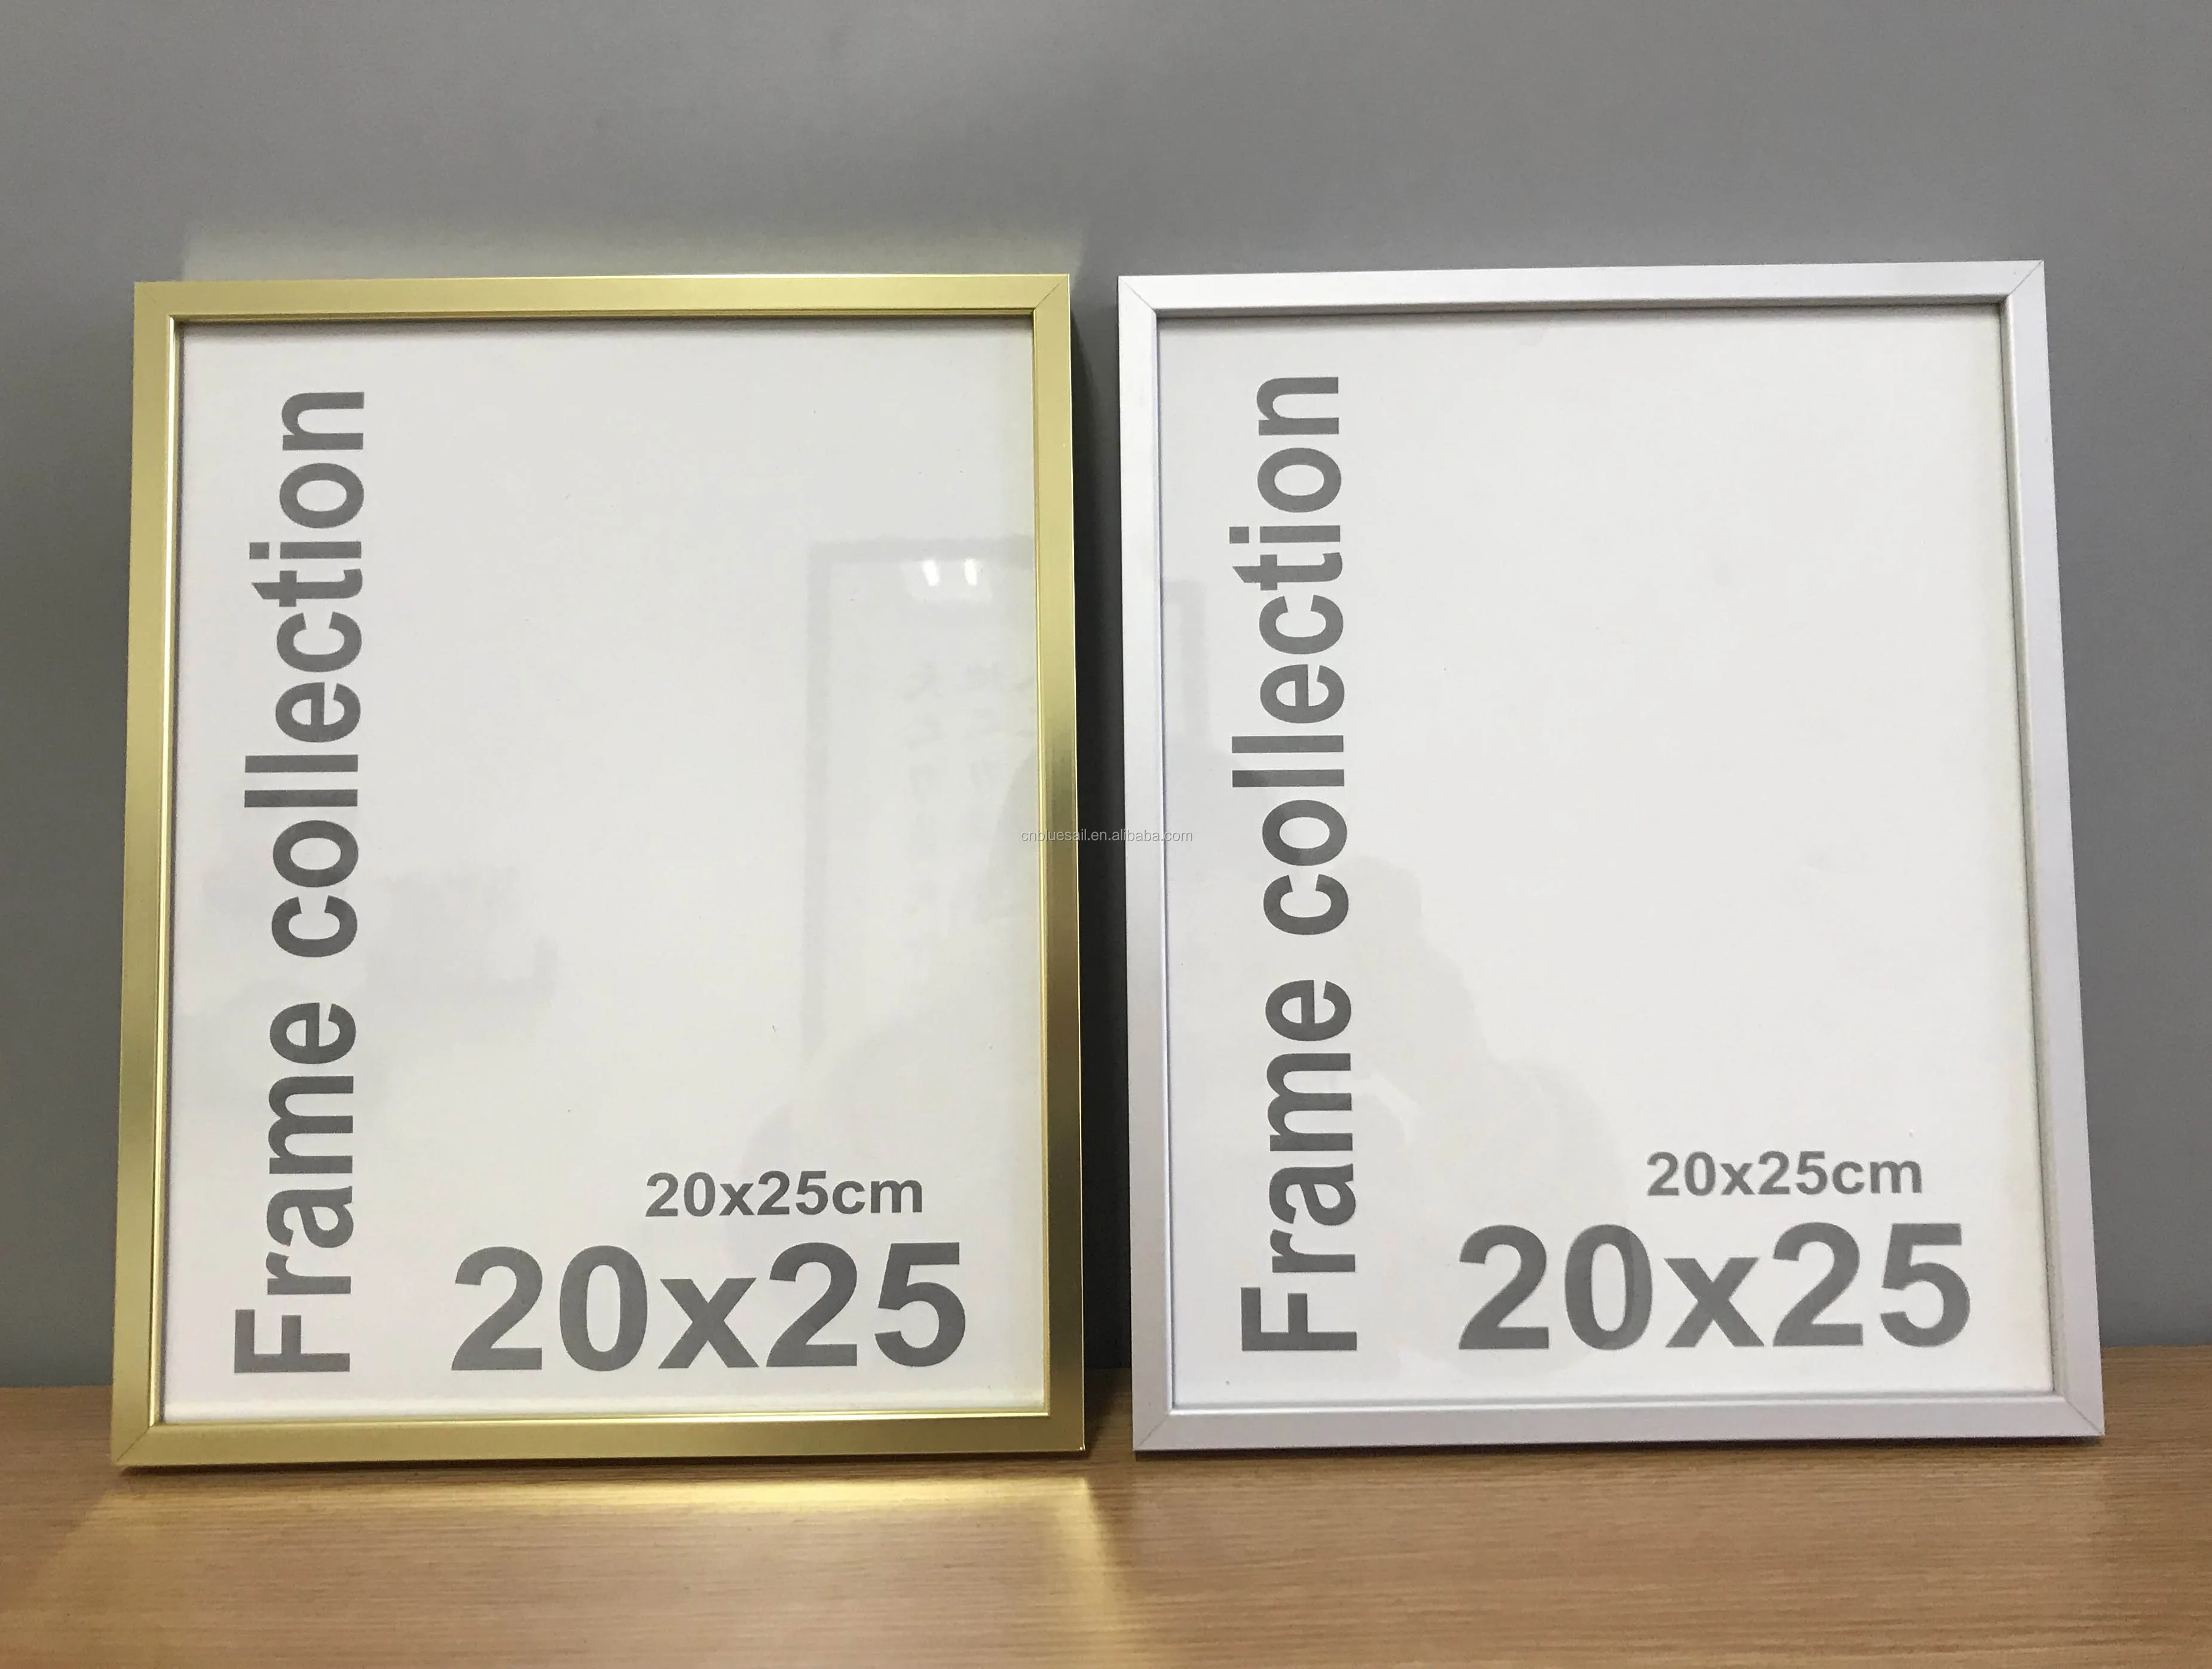 Frame collection
20x25cm
20x25
cnbluesail.en.alibaba.com
Frame collection
20x25cm
20x25